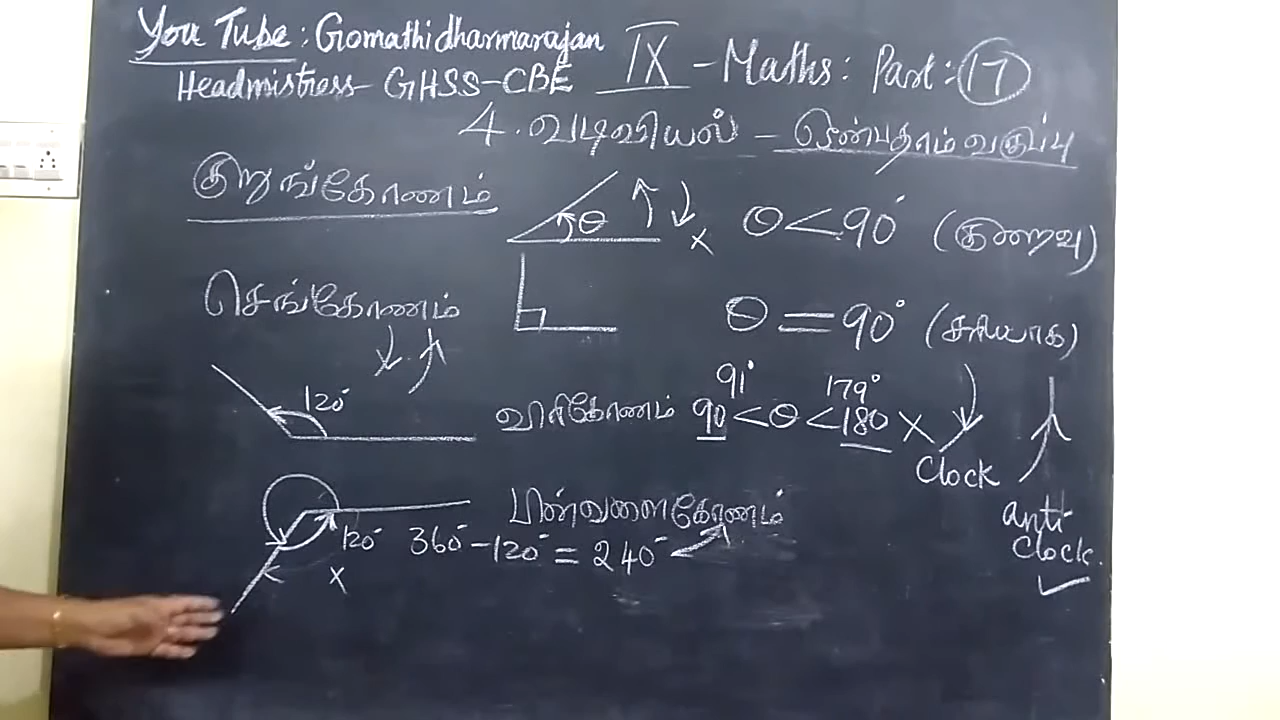 You Tube : Gomathidharmarajan
Headmistress - GHSS - CBE
IX - Maths : Part : 17
4. வடிவியல் - ஒன்பதாம் வகுப்பு
குறுங்கோணம் θ x θ < 90° (குறைவு)
செங்கோணம் θ = 90° (சரியாக)
91° 179°
120° விரிகோணம் 90 < θ < 180 x
Clock
anti-
Clock
பின்வளைகோணம்
120° 360° - 120° = 240°
x